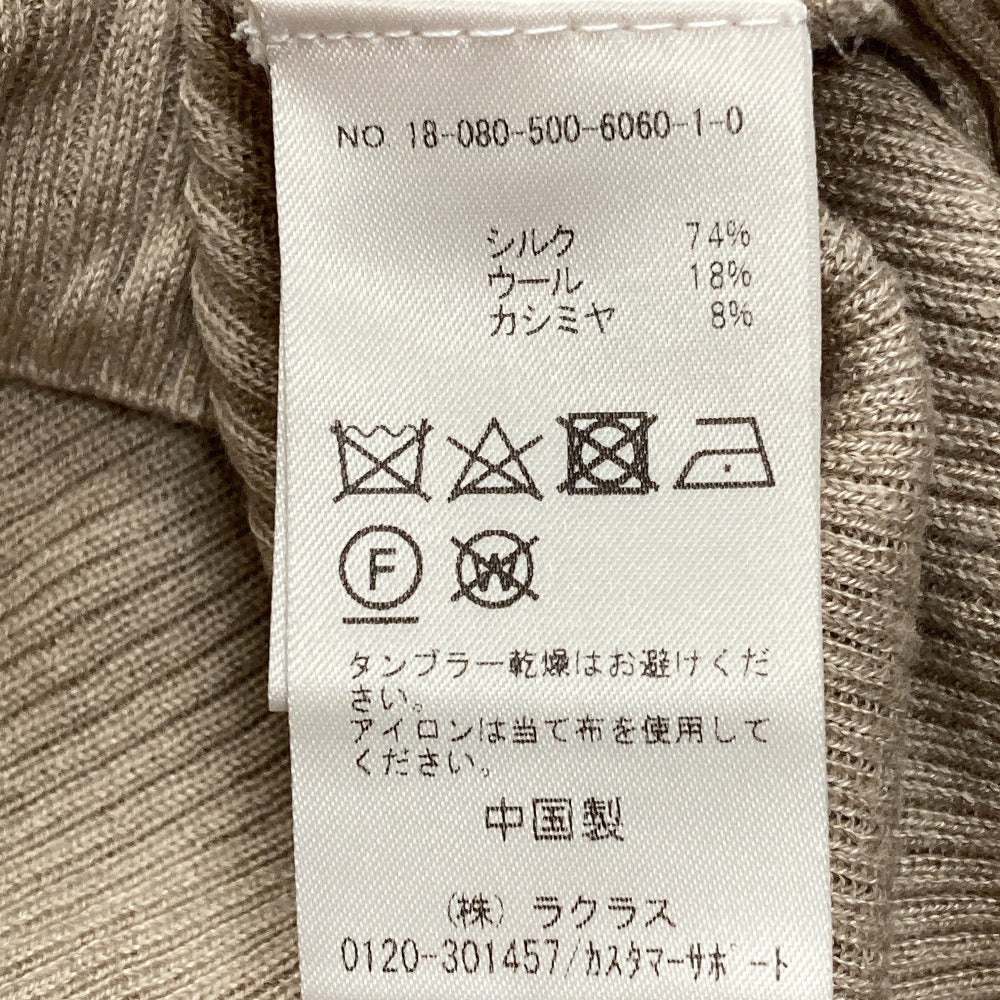 NO 18-080-500-6060-1-0
シルク 74%
ウール 18%
カシミヤ 8%
F W
タンブラー乾燥はお避けくだ
さい。
アイロンは当て布を使用して
ください。
中国製
(株) ラクラス
0120-301457/カスタマーサポート